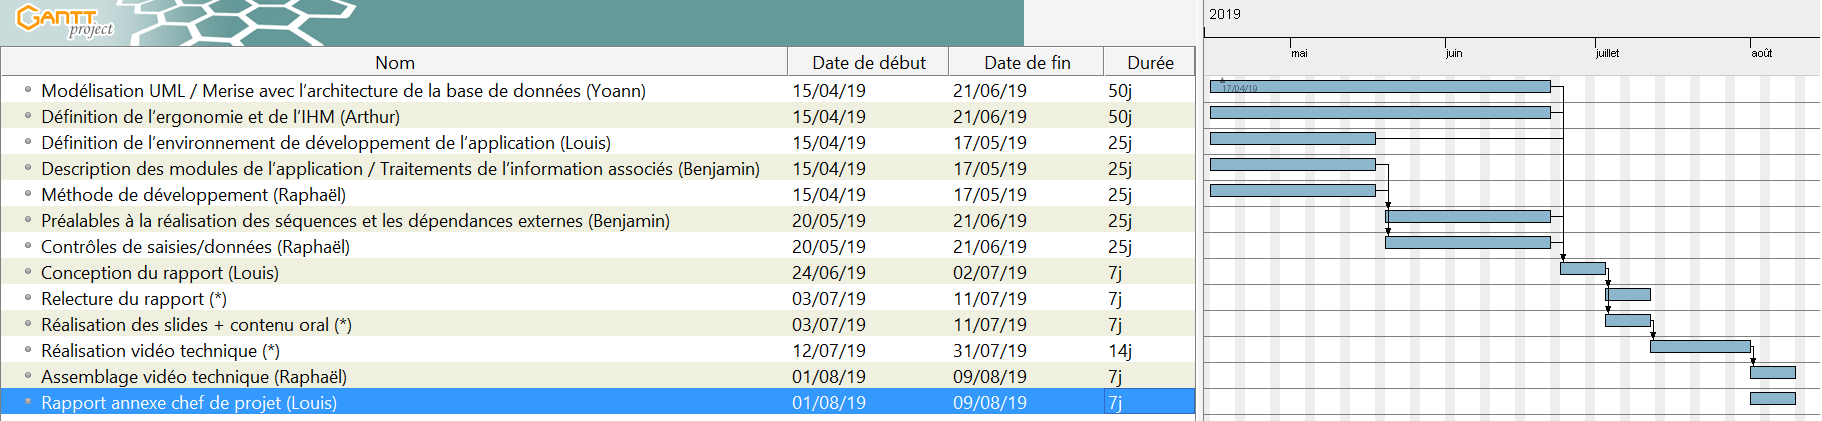 GANTT
project
2019
mai juin juillet août
Nom Date de début Date de fin Durée
Modélisation UML / Merise avec l'architecture de la base de données (Yoann) 15/04/19 21/06/19 50j
17/04/19
Définition de l'ergonomie et de l'IHM (Arthur) 15/04/19 21/06/19 50j
Définition de l'environnement de développement de l'application (Louis) 15/04/19 17/05/19 25j
Description des modules de l'application / Traitements de l'information associés (Benjamin) 15/04/19 17/05/19 25j
Méthode de développement (Raphaël) 15/04/19 17/05/19 25j
Préalables à la réalisation des séquences et les dépendances externes (Benjamin) 20/05/19 21/06/19 25j
Contrôles de saisies/données (Raphaël) 20/05/19 21/06/19 25j
Conception du rapport (Louis) 24/06/19 02/07/19 7j
Relecture du rapport (*) 03/07/19 11/07/19 7j
Réalisation des slides + contenu oral (*) 03/07/19 11/07/19 7j
Réalisation vidéo technique (*) 12/07/19 31/07/19 14j
Assemblage vidéo technique (Raphaël) 01/08/19 09/08/19 7j
Rapport annexe chef de projet (Louis) 01/08/19 09/08/19 7j